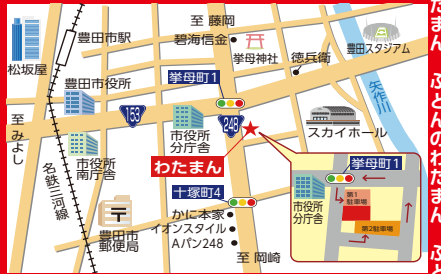 至 藤岡
豊田市駅
碧海信金
挙母神社
豊田スタジアム
松坂屋
徳兵衛
豊田市役所
挙母町1
矢作川
153
248
市役所
分庁舎
スカイホール
至 みよし
市役所
南庁舎
わたまん
名鉄三河線
十塚町4
豊田市
郵便局
かに本家
イオンスタイル
Aパン248
至 岡崎
挙母町1
市役所
分庁舎
第1
駐車場
第2駐車場
たまん ふとんのわたまん ふと